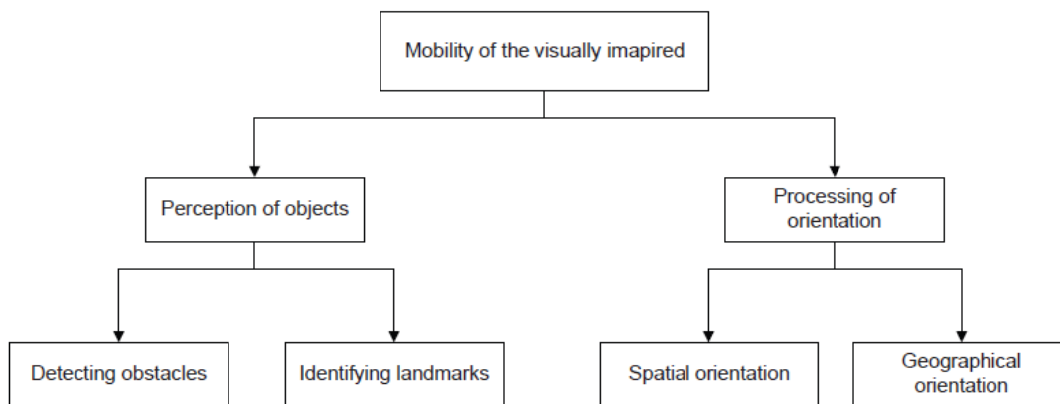 Mobility of the visually imapired
Perception of objects
Processing of
orientation
Detecting obstacles
Identifying landmarks
Spatial orientation
Geographical
orientation